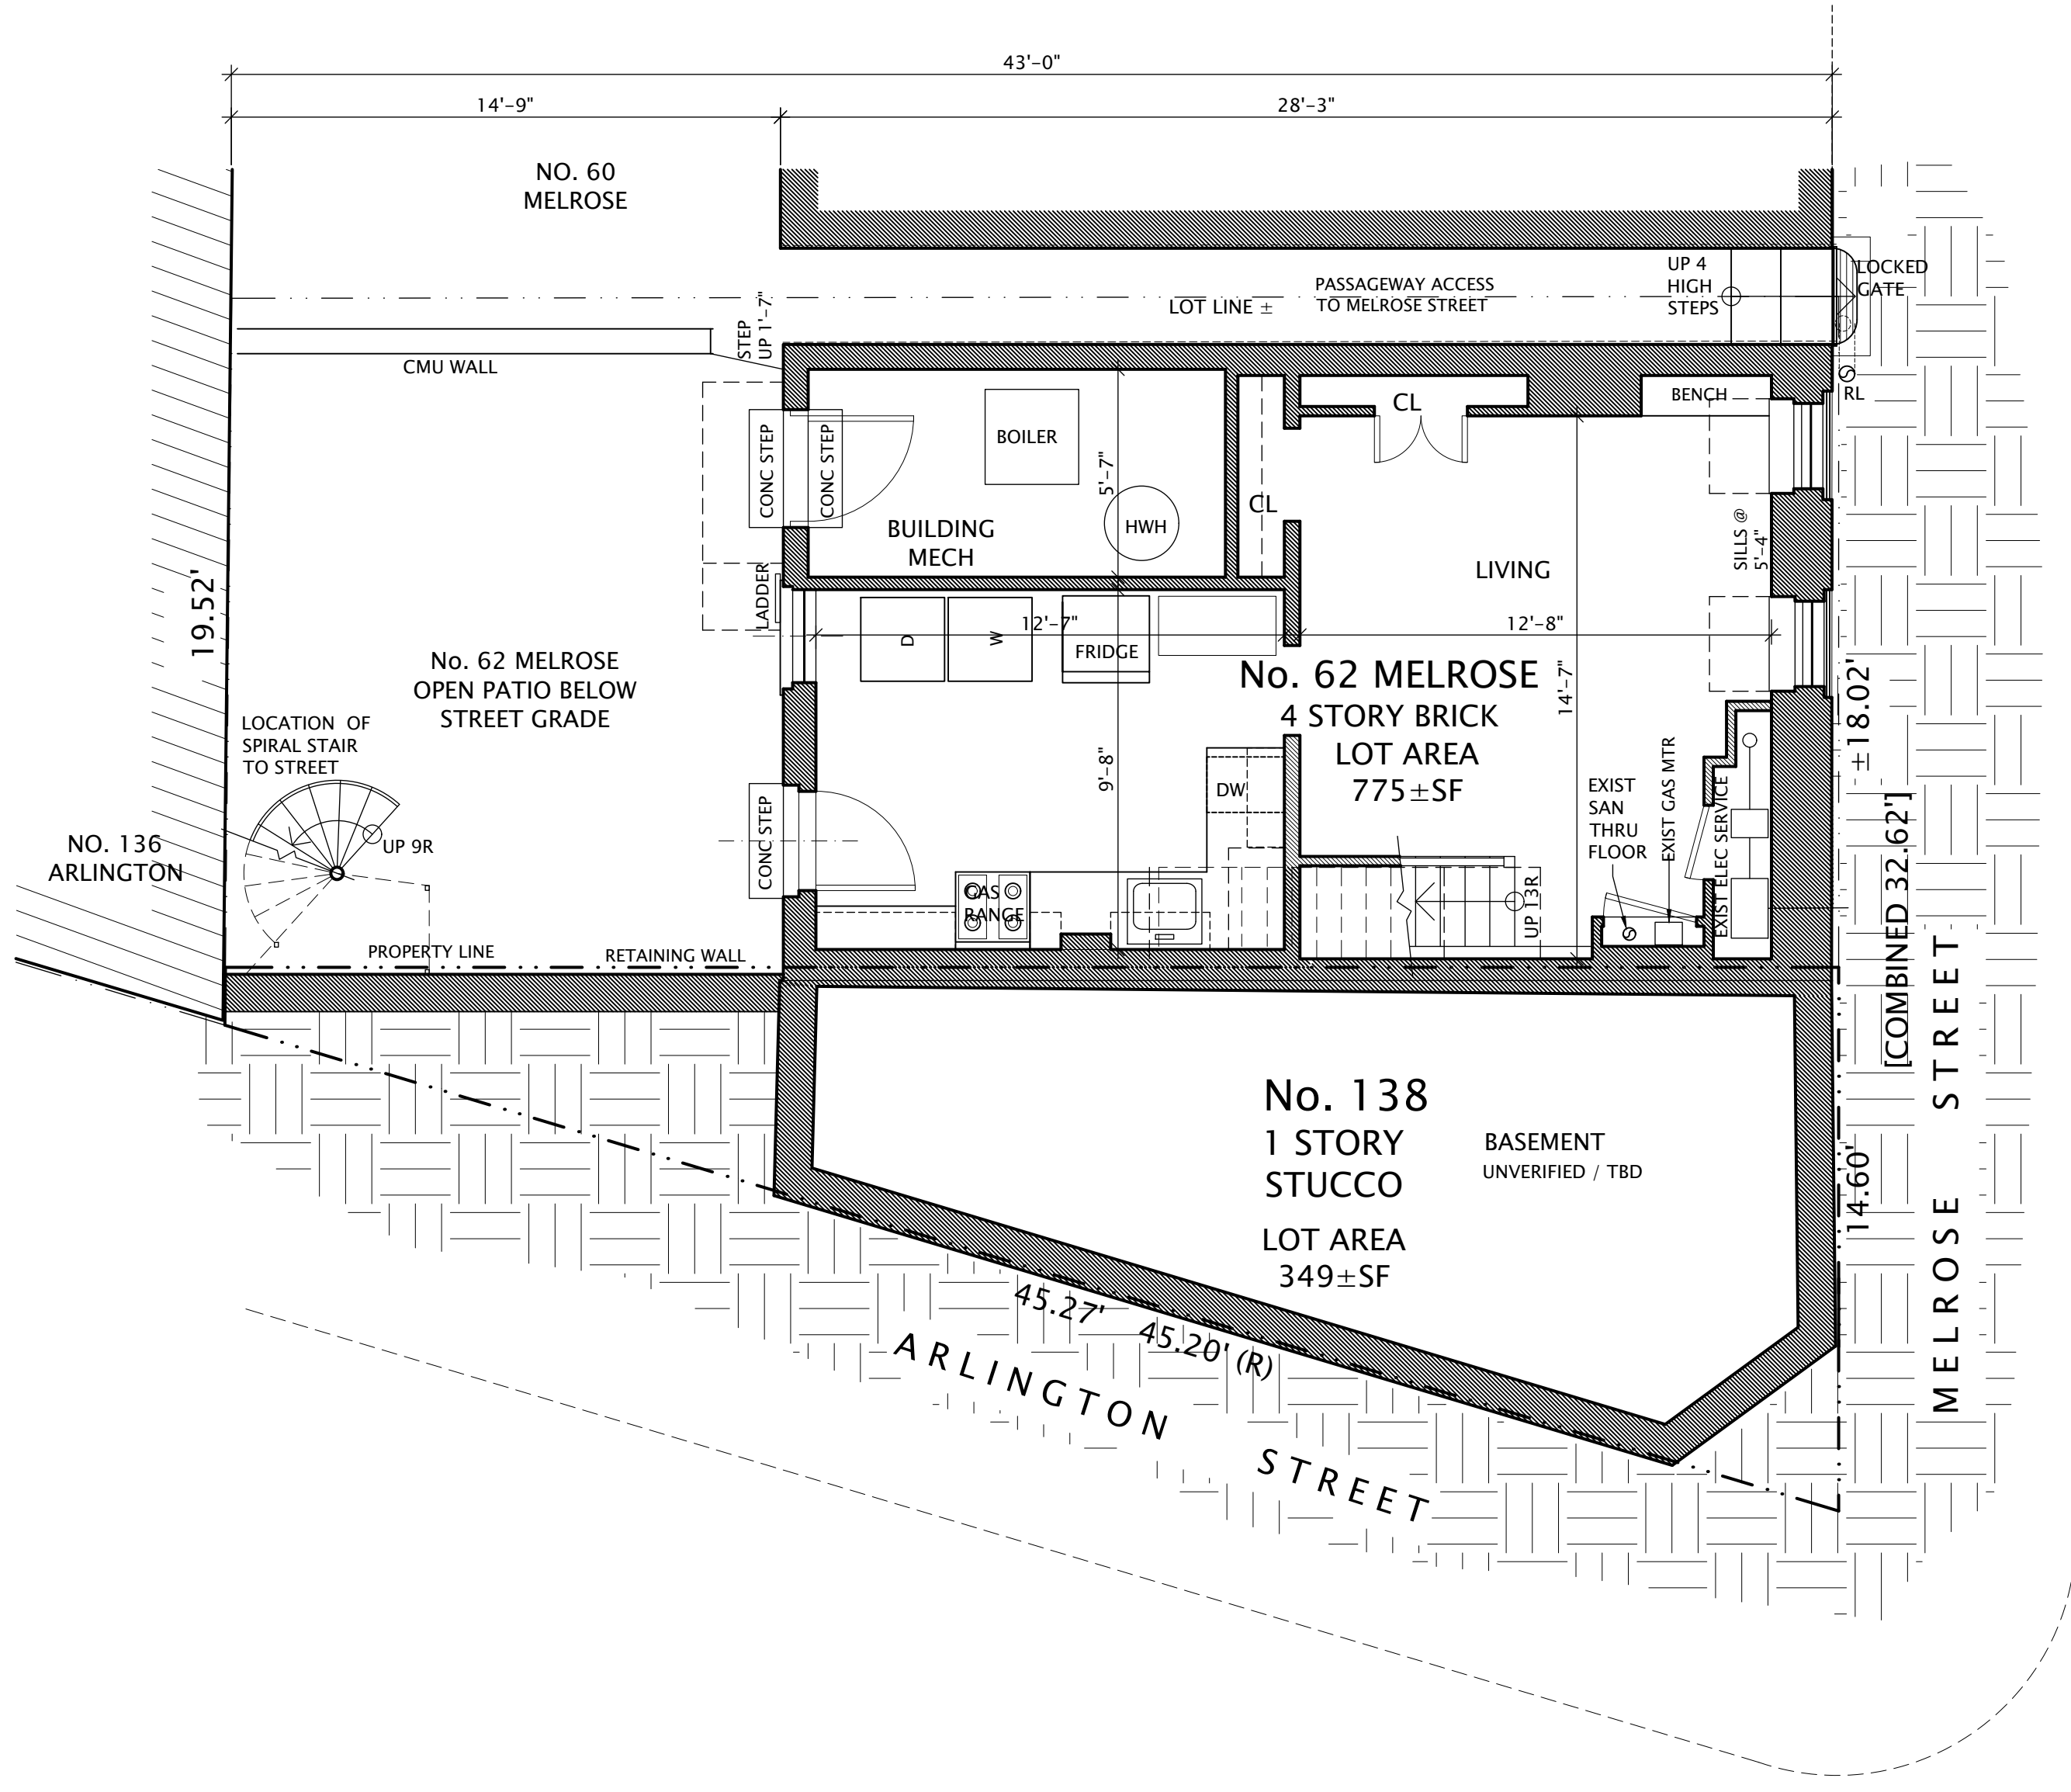 43'-0"
14'-9"
28'-3"
NO. 60
MELROSE
UP 4
HIGH
STEPS
LOCKED
GATE
PASSAGEWAY ACCESS
TO MELROSE STREET
LOT LINE ±
STEP
UP 1'-7"
CMU WALL
RL
BENCH
CL
CONC STEP
CONC STEP
BOILER
5'-7"
HWH
CL
BUILDING
MECH
SILLS @
5'-4"
LIVING
LADDER
19.52'
D
W
12'-7"
FRIDGE
12'-8"
No. 62 MELROSE
OPEN PATIO BELOW
STREET GRADE
No. 62 MELROSE
4 STORY BRICK
LOT AREA
775±SF
14'-7"
±18.02'
[COMBINED 32.62']
LOCATION OF
SPIRAL STAIR
TO STREET
UP 9R
NO. 136
ARLINGTON
CONC STEP
9'-8"
DW
GAS
RANGE
EXIST
SAN
THRU
FLOOR
EXIST GAS MTR
EXIST ELEC SERVICE
UP 13R
PROPERTY LINE
RETAINING WALL
No. 138
1 STORY
STUCCO
LOT AREA
349±SF
BASEMENT
UNVERIFIED / TBD
14.60'
MELROSE STREET
45.27' 45.20' (R)
ARLINGTON STREET